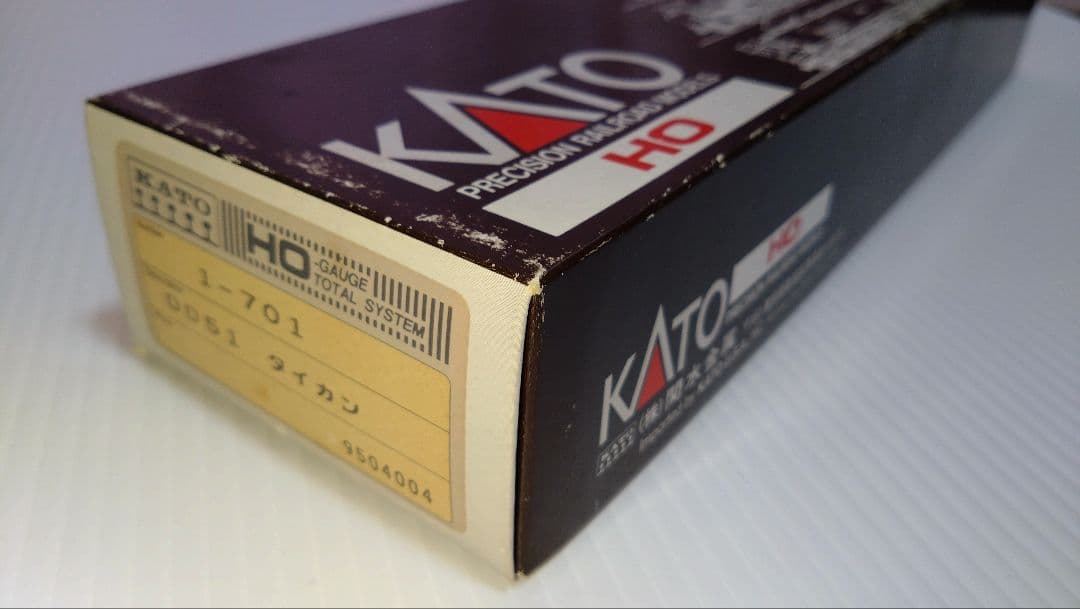 KATO
PRECISION RAILROAD MODELS
HO
KATO
HO
-GAUGE
TOTAL SYSTEM
1-701
DD51 タイカン
9504004
KATO
HO
(株)関水金属